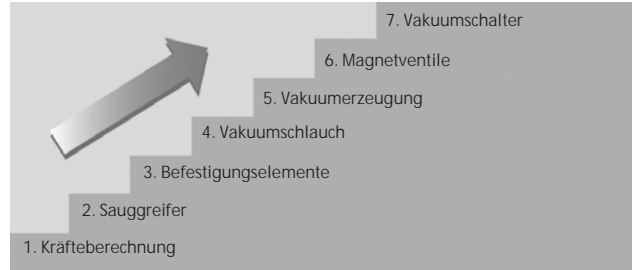 7. Vakuumschalter
6. Magnetventile
5. Vakuumerzeugung
4. Vakuumschlauch
3. Befestigungselemente
2. Sauggreifer
1. Kräfteberechnung